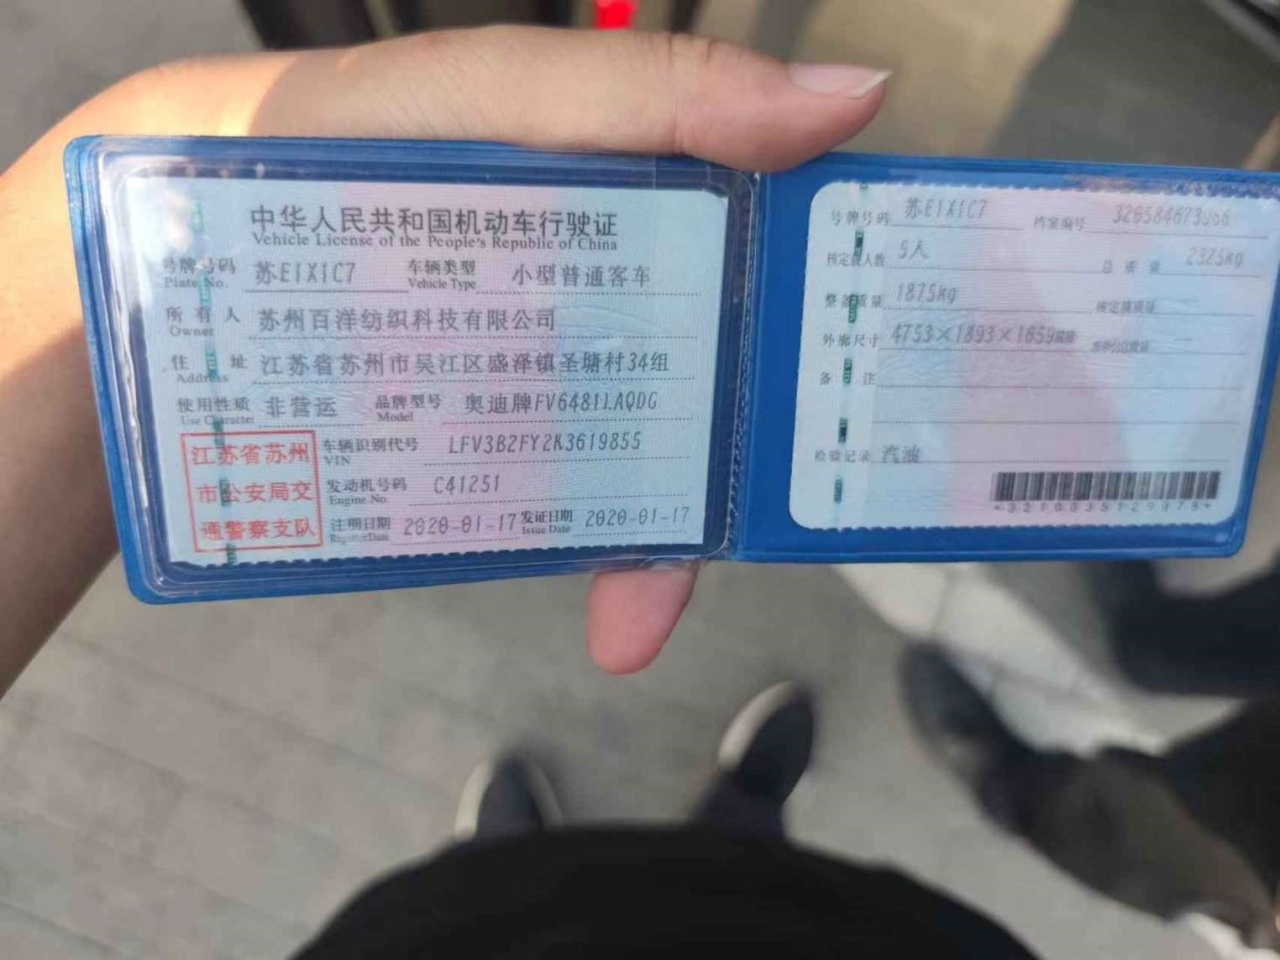 中华人民共和国机动车行驶证
Vehicle License of the People's Republic of China
号牌号码 苏E1X1C7 车辆类型 小型普通客车
Plate No. Vehicle Type
所有人 苏州百洋纺织科技有限公司
Owner
住址 江苏省苏州市吴江区盛泽镇圣塘村34组
Address
使用性质 非营运 品牌型号 奥迪牌FV6481LAQDG
Use Character Model
江苏省苏州
市公安局交
通警察支队
车辆识别代号 LFV3B2FY2K3619855
VIN
发动机号码 C41251
Engine No.
注册日期 2020-01-17 发证日期 2020-01-17
Register Date Issue Date
号牌号码 苏E1X1C7 档案编号
核定载人数 5人 总质量 2325kg
整备质量 1875kg 核定载质量
外廓尺寸 4753×1893×1859
备注
检验记录 汽油
*3210035129975*